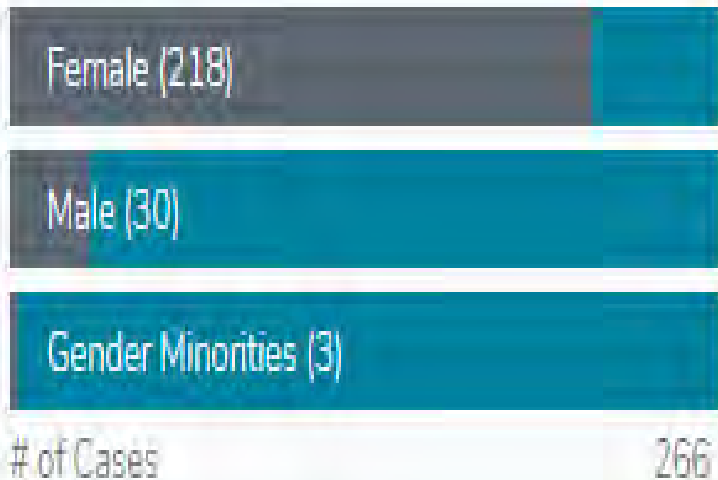 Female (218)
Male (30)
Gender Minorities (3)
# of Cases 266